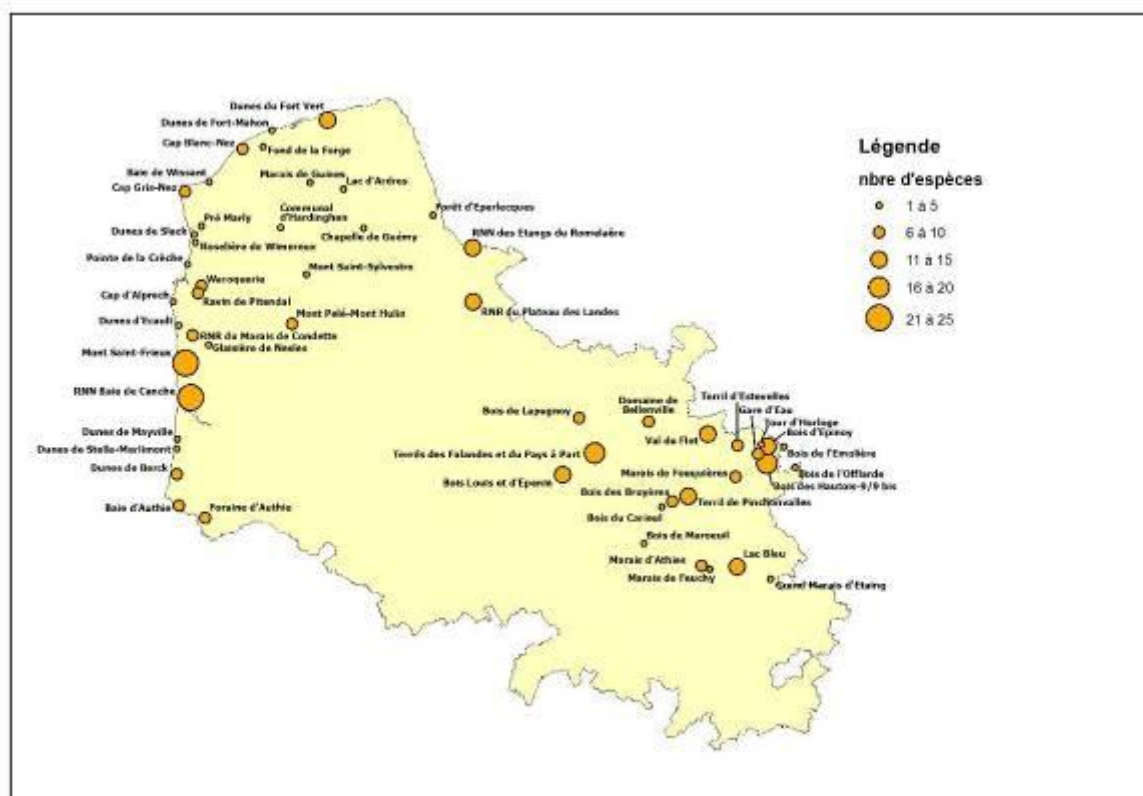 Dunes du Fort Vert
Dunes de Fort-Mahon
Cap Blanc-Nez
Fond de la Forge
Baie de Wissant
Marais de Guines
Cap Gris-Nez
Lac d'Ardres
Forêt d'Eperlecques
Pré Marly
Communal
d'Hardinghen
Dunes de Slack
Chapelle de Guémy
Roselière de Wimereux
RNN des Etangs du Romelaëre
Pointe de la Crèche
Mont Saint-Sylvestre
Waroquerie
Ravin de Pitendal
Cap d'Alprech
RNR du Plateau des Landes
Mont Pelé-Mont Hulin
Dunes d'Ecault
RNR du Marais de Condette
Glaisière de Nesles
Mont Saint-Frieux
RNN Baie de Canche
Dunes de Mayville
Dunes de Stella-Merlimont
Dunes de Berck
Baie d'Authie
Foraine d'Authie
Bois de Lapugnoy
Domaine de
Bellenville
Terril d'Estevelles
Gare d'Eau
Jour d'Horloge
Bois d'Epinoy
Val du Flot
Bois de l'Emolière
Terrils des Falandes et du Pays à Part
Bois de l'Offlarde
Marais de Fouquières
Bois des Hautois-9/9 bis
Bois Louis et d'Epenin
Bois des Bruyères
Terril de Pinchonvalles
Bois du Carieul
Bois de Maroeuil
Marais d'Athies
Lac Bleu
Marais de Feuchy
Grand Marais d'Etaing
Légende
nbre d'espèces
1 à 5
6 à 10
11 à 15
16 à 20
21 à 25